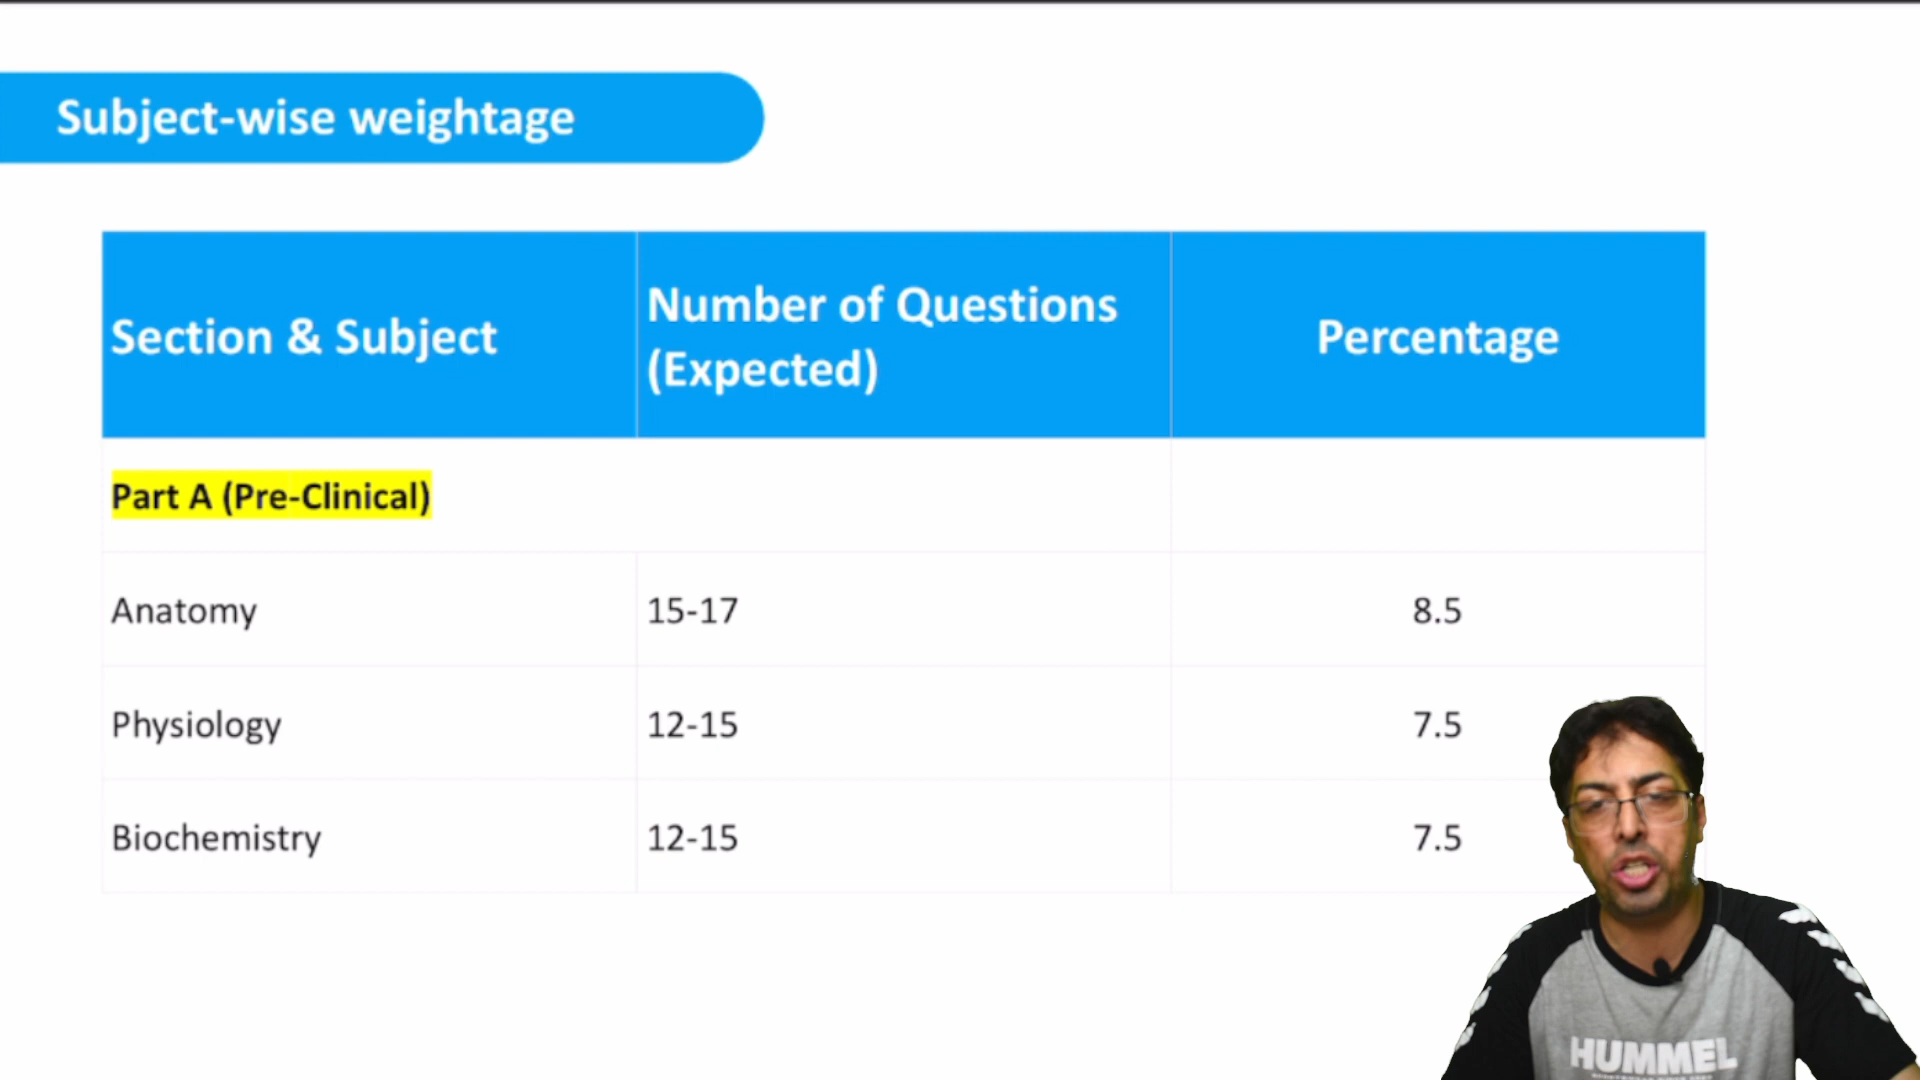 Subject-wise weightage
Section & Subject
Number of Questions
(Expected)
Percentage
Part A (Pre-Clinical)
Anatomy 15-17 8.5
Physiology 12-15 7.5
Biochemistry 12-15 7.5
HUMMEL